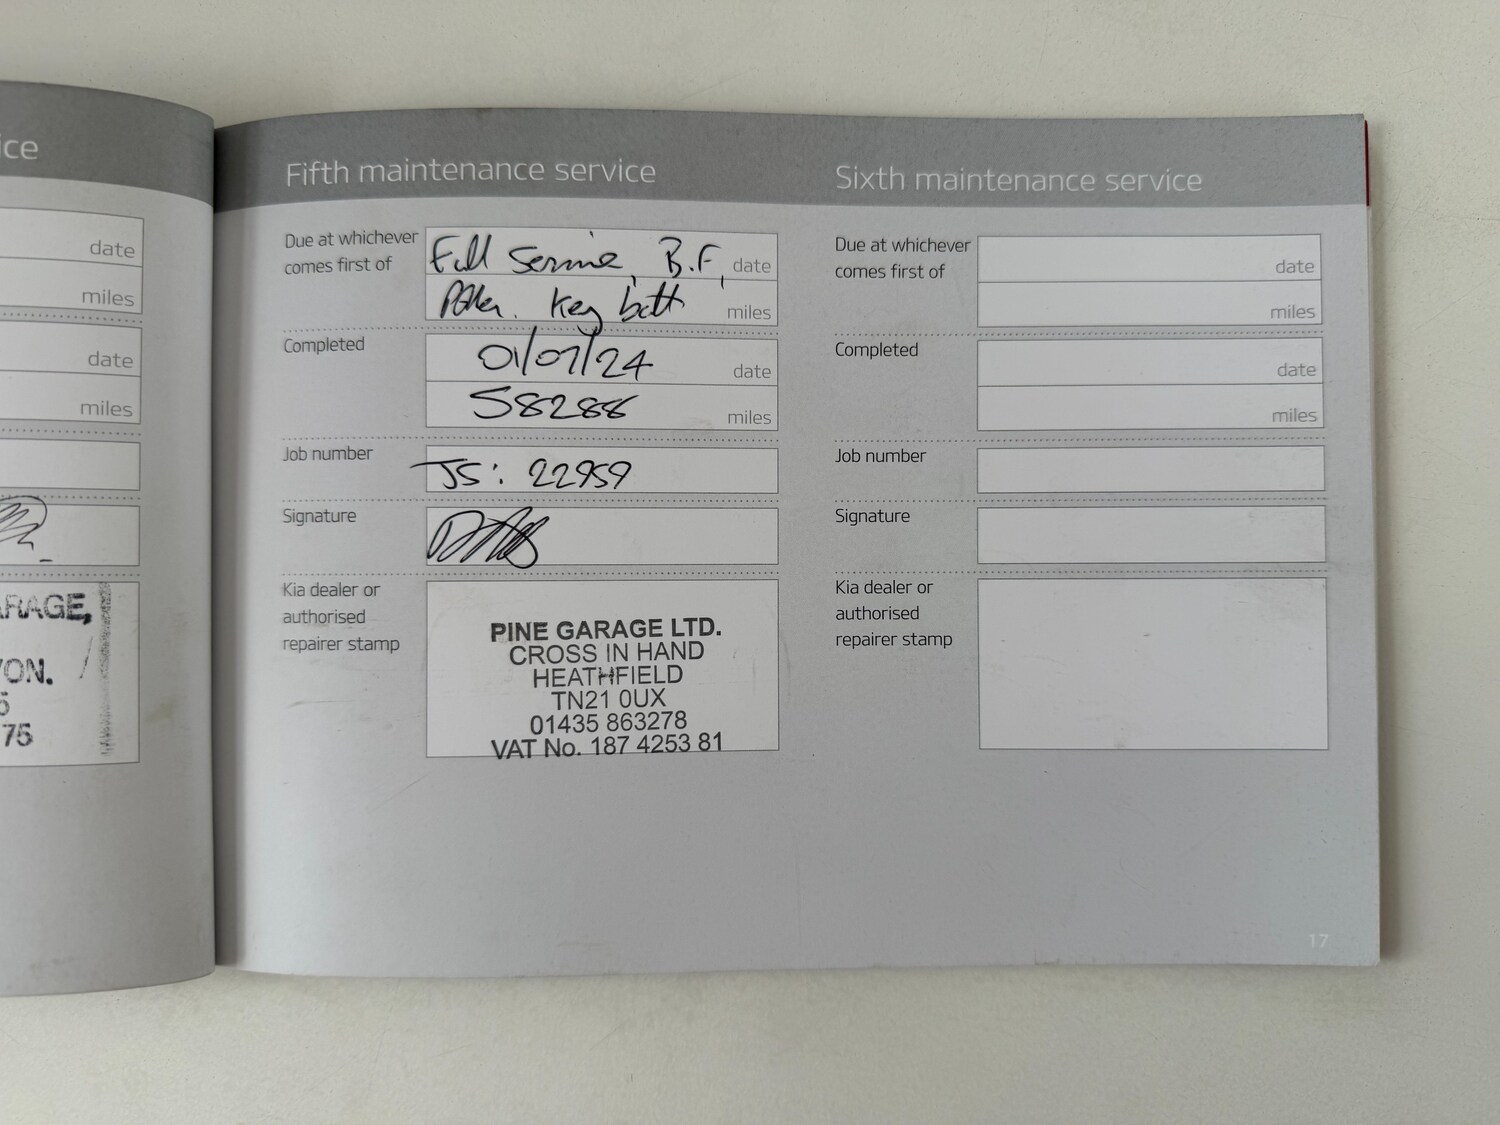 ice
date
miles
date
miles
ARAGE,
ON.
5
75
Fifth maintenance service
Due at whichever
comes first of
Full Service, B.F,
date
Pollen. Key batt
miles
Completed
01/07/24 date
58288 miles
Job number
JS: 22959
Signature
Kia dealer or
authorised
repairer stamp
PINE GARAGE LTD.
CROSS IN HAND
HEATHFIELD
TN21 0UX
01435 863278
VAT No. 187 4253 81
Sixth maintenance service
Due at whichever
comes first of
date
miles
Completed
date
miles
Job number
Signature
Kia dealer or
authorised
repairer stamp
17